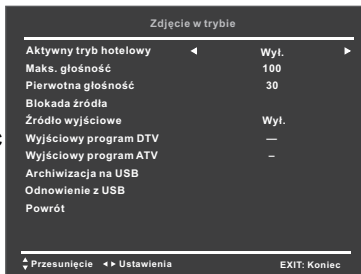 Zdjęcie w trybie
Aktywny tryb hotelowy ◄ Wył. ►
Maks. głośność 100
Pierwotna głośność 30
Blokada źródła
Źródło wyjściowe Wył.
Wyjściowy program DTV —
Wyjściowy program ATV –
Archiwizacja na USB
Odnowienie z USB
Powrót
Przesunięcie ◄► Ustawienia EXIT: Koniec